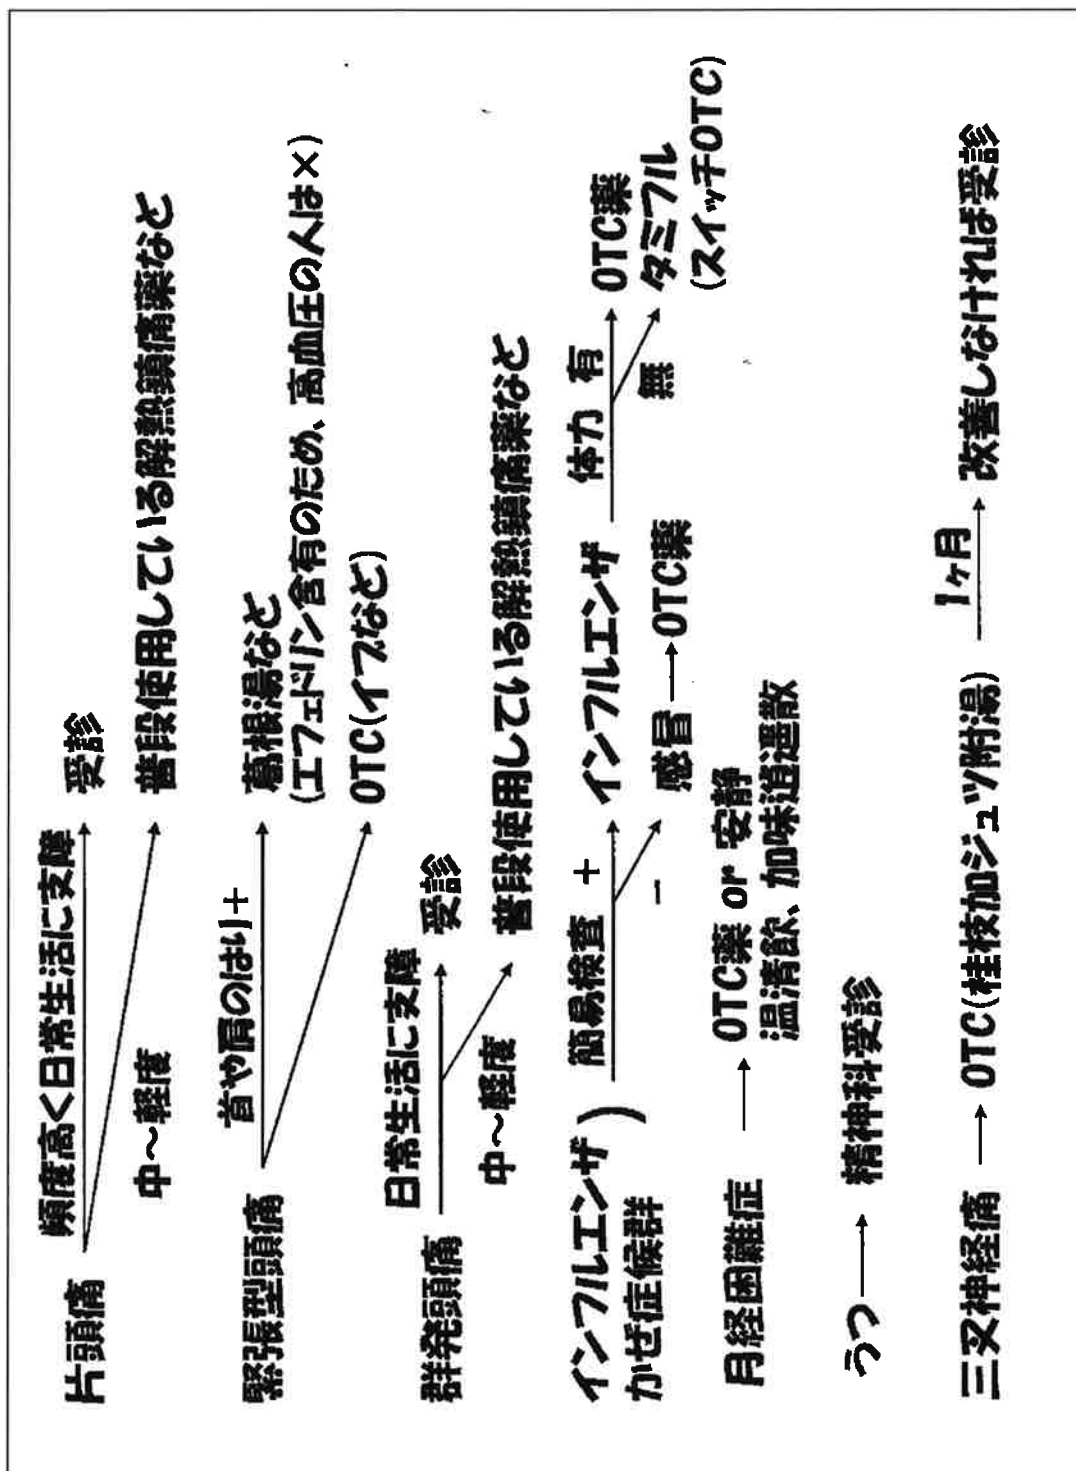 片頭痛
頻度高く日常生活に支障
受診
中〜軽度
普段使用している解熱鎮痛薬など
緊張型頭痛
首や肩のはり+
葛根湯など
(エフェドリン含有のため、高血圧の人は×)
OTC(イブなど)
群発頭痛
日常生活に支障
受診
中〜軽度
普段使用している解熱鎮痛薬など
インフルエンザ
かぜ症候群
)
簡易検査 +
−
インフルエンザ
感冒
OTC薬
体力 有
無
OTC薬
タミフル
(スイッチOTC)
月経困難症
OTC薬 or 安静
温清飲、加味逍遥散
うつ
精神科受診
三叉神経痛
OTC(桂枝加ジュツ附湯)
1ヶ月
改善しなければ受診